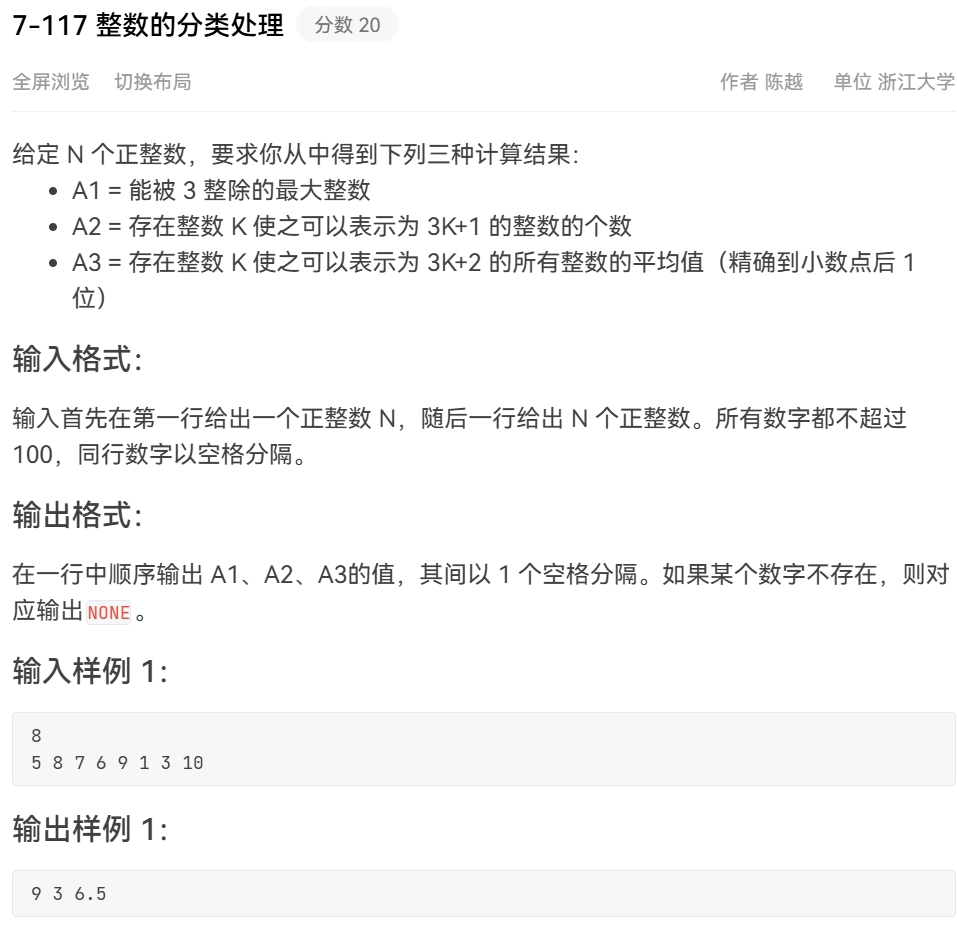 7-117 整数的分类处理 分数 20
全屏浏览 切换布局 作者 陈越 单位 浙江大学
给定 N 个正整数，要求你从中得到下列三种计算结果：
• A1 = 能被 3 整除的最大整数
• A2 = 存在整数 K 使之可以表示为 3K+1 的整数的个数
• A3 = 存在整数 K 使之可以表示为 3K+2 的所有整数的平均值（精确到小数点后 1
位）
输入格式：
输入首先在第一行给出一个正整数 N，随后一行给出 N 个正整数。所有数字都不超过
100，同行数字以空格分隔。
输出格式：
在一行中顺序输出 A1、A2、A3的值，其间以 1 个空格分隔。如果某个数字不存在，则对
应输出NONE。
输入样例 1：
8
5 8 7 6 9 1 3 10
输出样例 1：
9 3 6.5